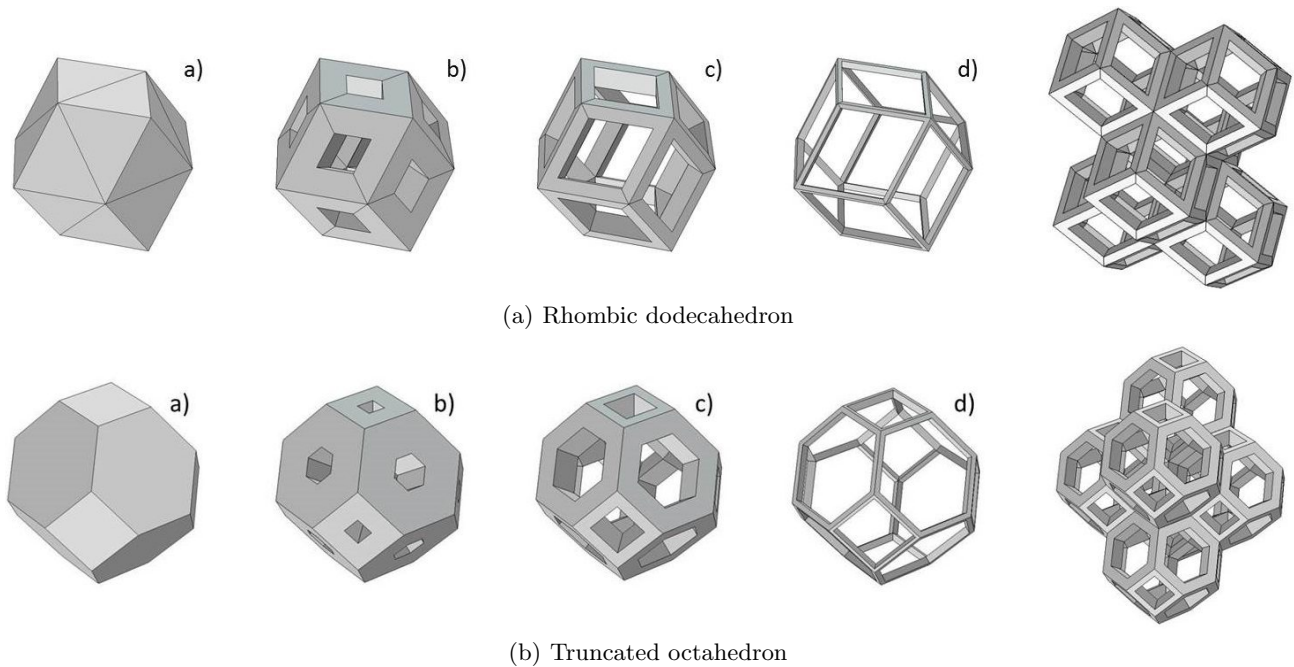 a)
b)
c)
d)
(a) Rhombic dodecahedron
a)
b)
c)
d)
(b) Truncated octahedron